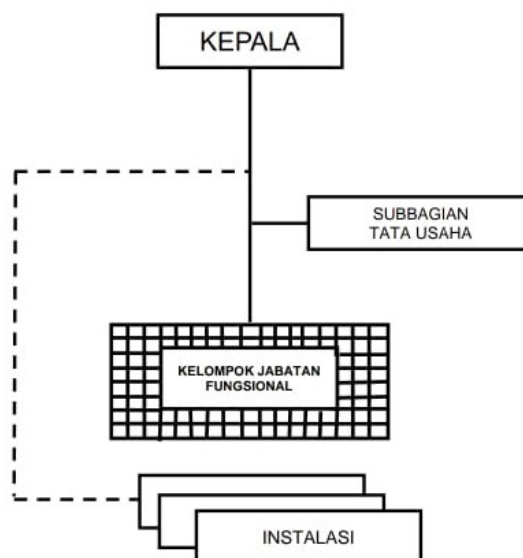 KEPALA
SUBBAGIAN
TATA USAHA
KELOMPOK JABATAN
FUNGSIONAL
INSTALASI